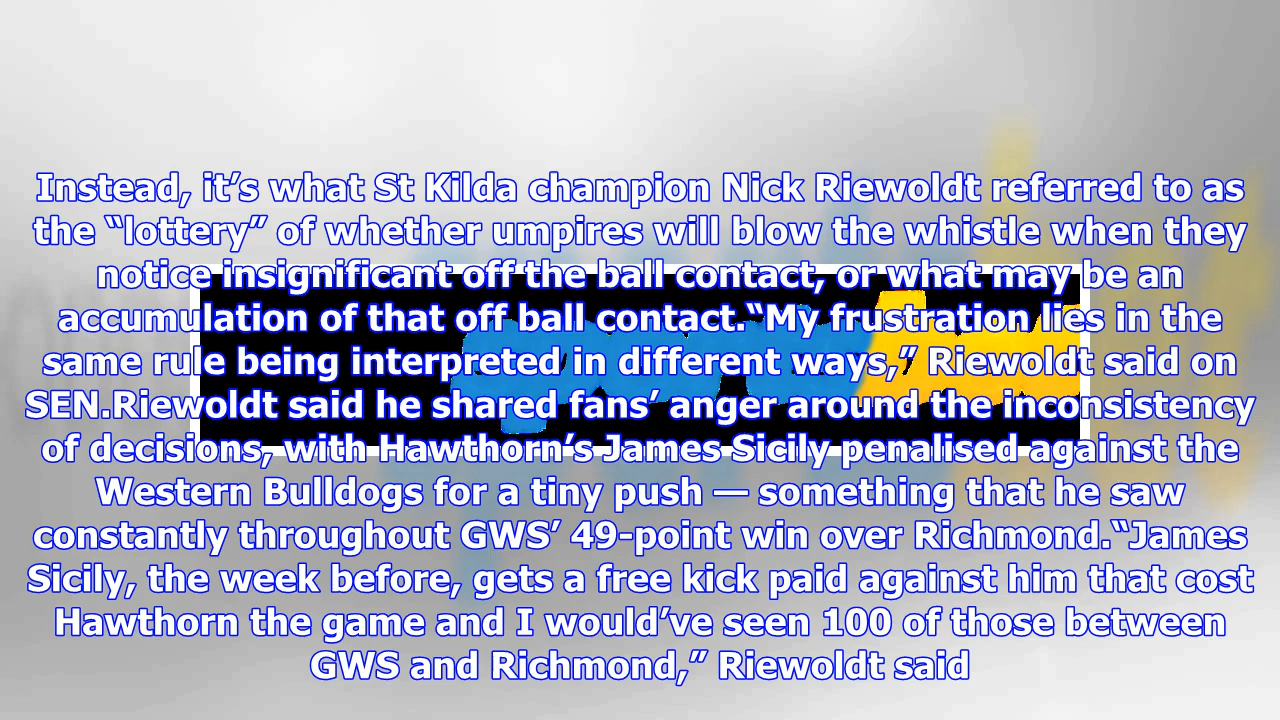 Instead, it’s what St Kilda champion Nick Riewoldt referred to as
the “lottery” of whether umpires will blow the whistle when they
notice insignificant off the ball contact, or what may be an
accumulation of that off ball contact.“My frustration lies in the
same rule being interpreted in different ways,” Riewoldt said on
SEN.Riewoldt said he shared fans’ anger around the inconsistency
of decisions, with Hawthorn’s James Sicily penalised against the
Western Bulldogs for a tiny push — something that he saw
constantly throughout GWS’ 49-point win over Richmond.“James
Sicily, the week before, gets a free kick paid against him that cost
Hawthorn the game and I would’ve seen 100 of those between
GWS and Richmond,” Riewoldt said